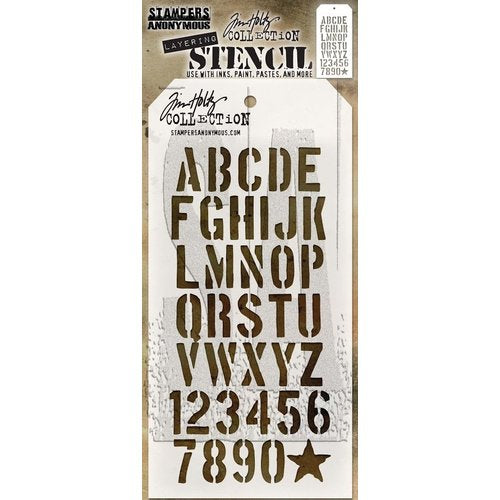 STAMPERS
ANONYMOUS
LAYERING
Tim Holtz
COLLECTION
STENCIL
USE WITH INKS, PAINT, PASTES, AND MORE
ABCDE
FGHIJK
LMNOP
QRSTU
VWXYZ
123456
7890★
Tim Holtz
COLLECTION
STAMPERSANONYMOUS.COM
ABCDE
FGHIJK
LMNOP
QRSTU
VWXYZ
123456
7890★